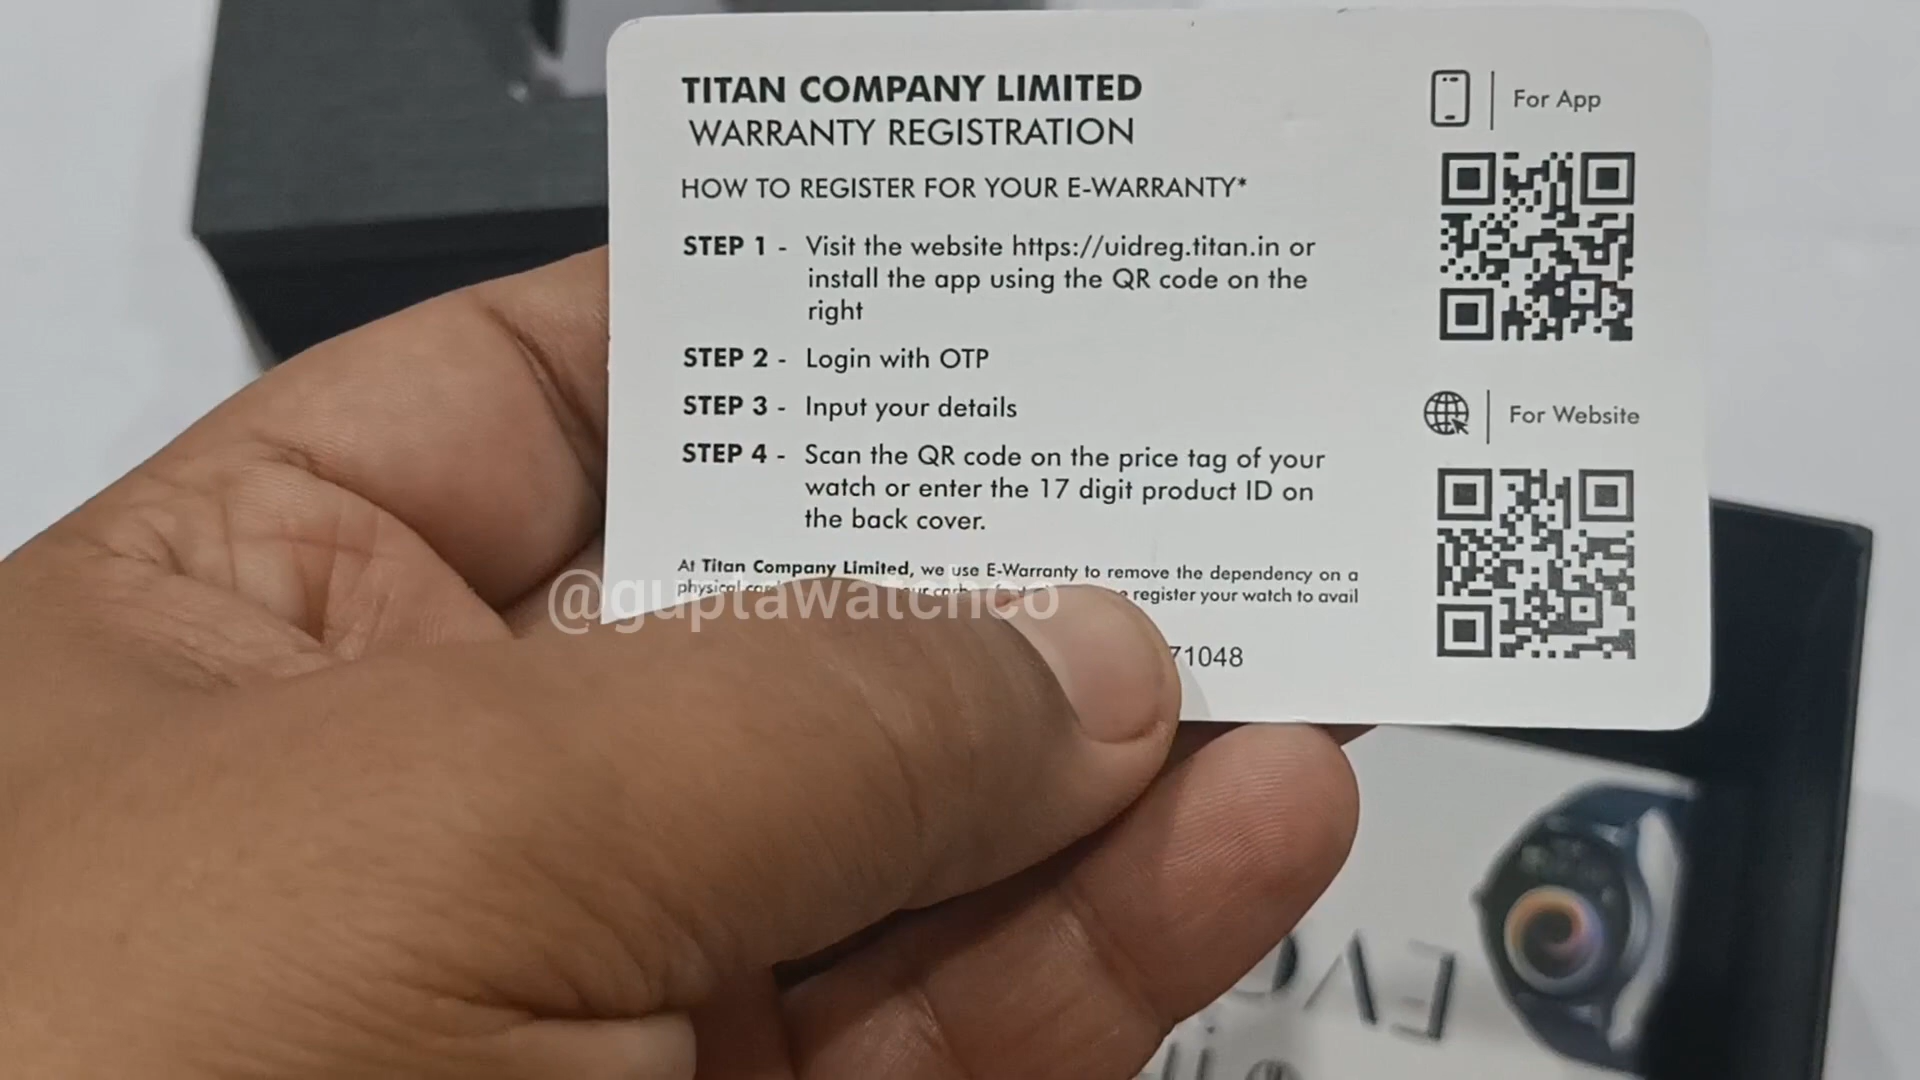 TITAN COMPANY LIMITED
WARRANTY REGISTRATION
HOW TO REGISTER FOR YOUR E-WARRANTY*
STEP 1 - Visit the website https://uidreg.titan.in or
install the app using the QR code on the
right
STEP 2 - Login with OTP
STEP 3 - Input your details
STEP 4 - Scan the QR code on the price tag of your
watch or enter the 17 digit product ID on
the back cover.
At Titan Company Limited, we use E-Warranty to remove the dependency on a
physical register your watch to avail
71048
For App
For Website
@guptawatchco